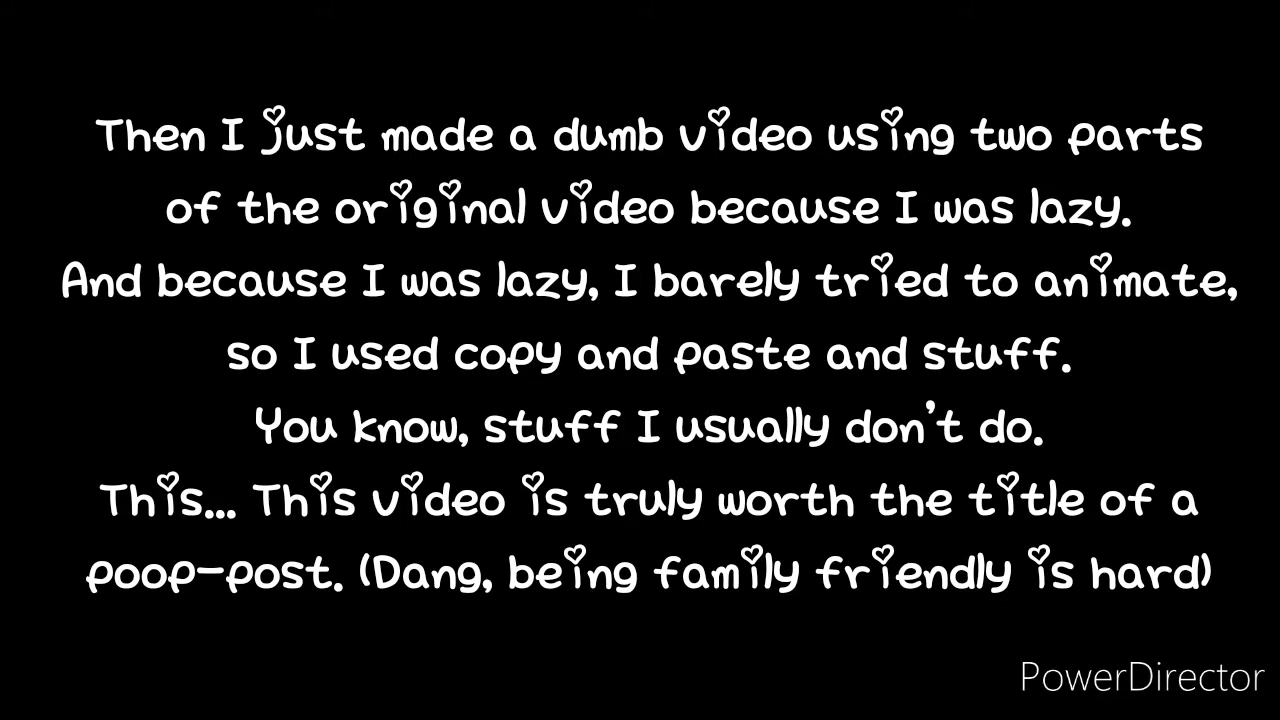 Then I just made a dumb video using two parts
of the original video because I was lazy.
And because I was lazy, I barely tried to animate,
so I used copy and paste and stuff.
You know, stuff I usually don't do.
This... This video is truly worth the title of a
poop-post. (Dang, being family friendly is hard)
PowerDirector